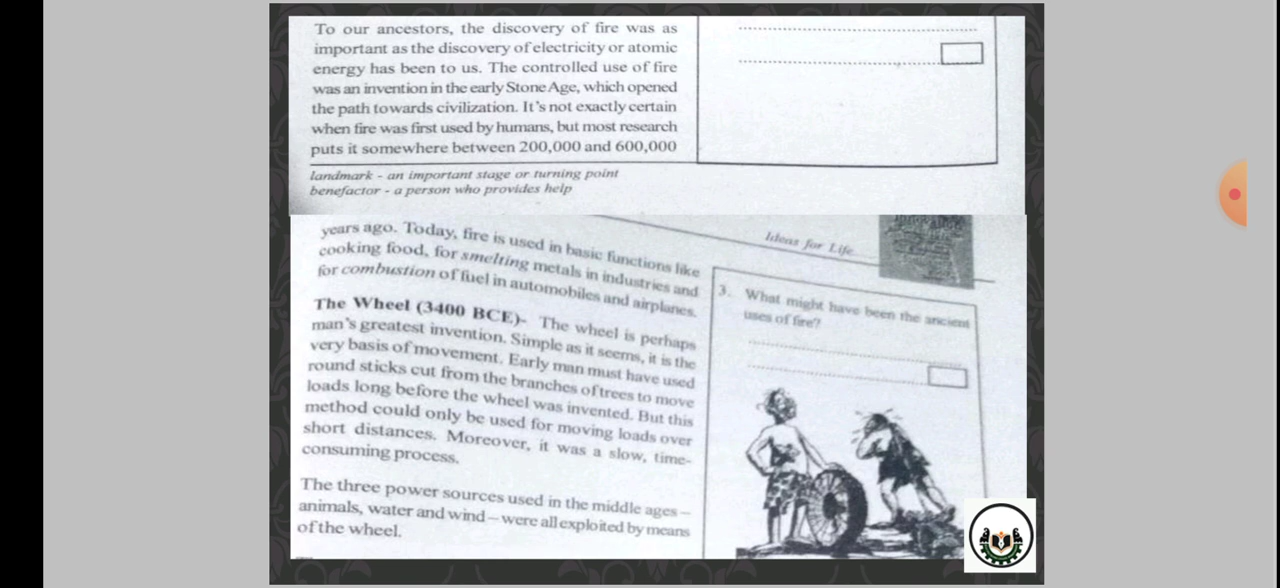 To our ancestors, the discovery of fire was as
important as the discovery of electricity or atomic
energy has been to us. The controlled use of fire
was an invention in the early Stone Age, which opened
the path towards civilization. It's not exactly certain
when fire was first used by humans, but most research
puts it somewhere between 200,000 and 600,000
landmark - an important stage or turning point
benefactor - a person who provides help
Ideas for Life
years ago. Today, fire is used in basic functions like
cooking food, for smelting metals in industries and
for combustion of fuel in automobiles and airplanes.
The Wheel (3400 BCE)- The wheel is perhaps
man's greatest invention. Simple as it seems, it is the
very basis of movement. Early man must have used
round sticks cut from the branches of trees to move
loads long before the wheel was invented. But this
method could only be used for moving loads over
short distances. Moreover, it was a slow, time-
consuming process.
The three power sources used in the middle ages –
animals, water and wind – were all exploited by means
of the wheel.
3. What might have been the ancient
uses of fire?